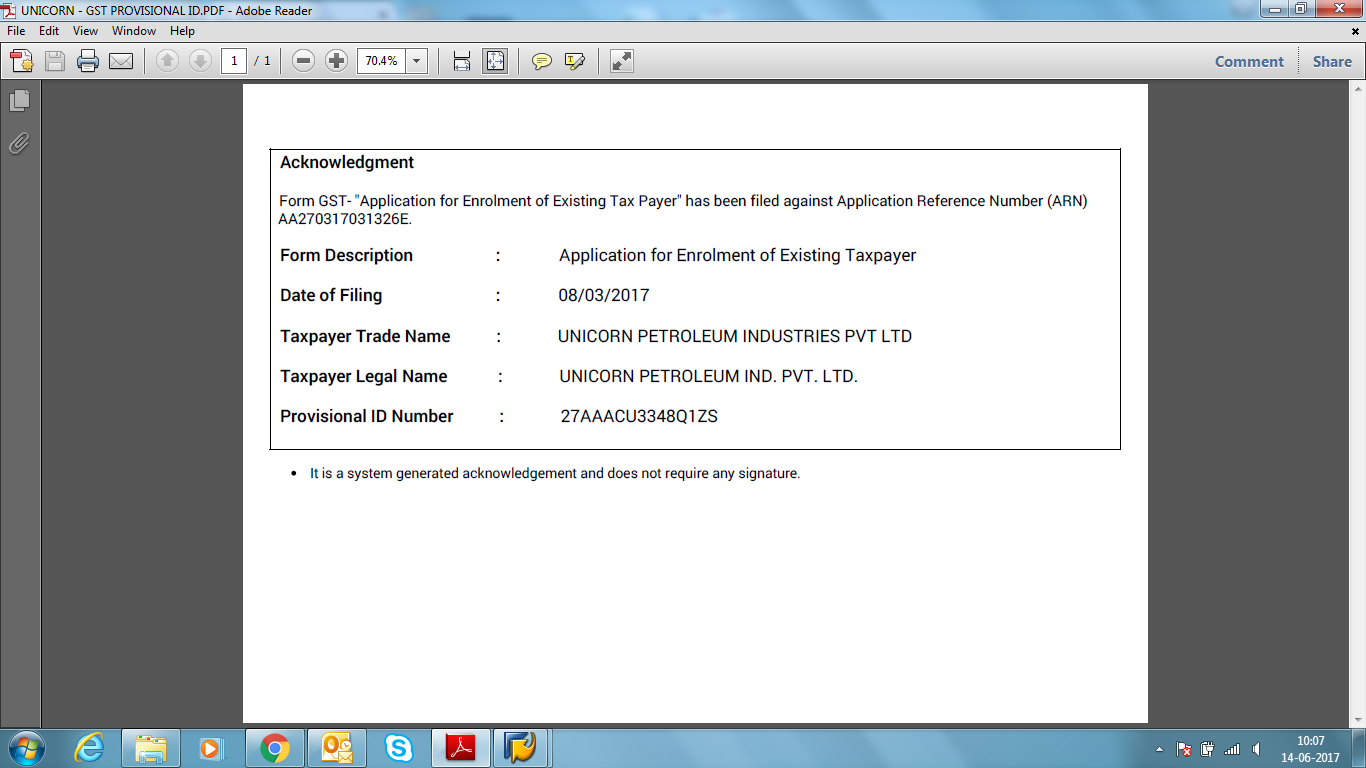 UNICORN - GST PROVISIONAL ID.PDF - Adobe Reader
File Edit View Window Help
1 / 1 70.4% Comment Share
Acknowledgment
Form GST- "Application for Enrolment of Existing Tax Payer" has been filed against Application Reference Number (ARN)
AA270317031326E.
Form Description : Application for Enrolment of Existing Taxpayer
Date of Filing : 08/03/2017
Taxpayer Trade Name : UNICORN PETROLEUM INDUSTRIES PVT LTD
Taxpayer Legal Name : UNICORN PETROLEUM IND. PVT. LTD.
Provisional ID Number : 27AAACU3348Q1ZS
• It is a system generated acknowledgement and does not require any signature.
10:07
14-06-2017